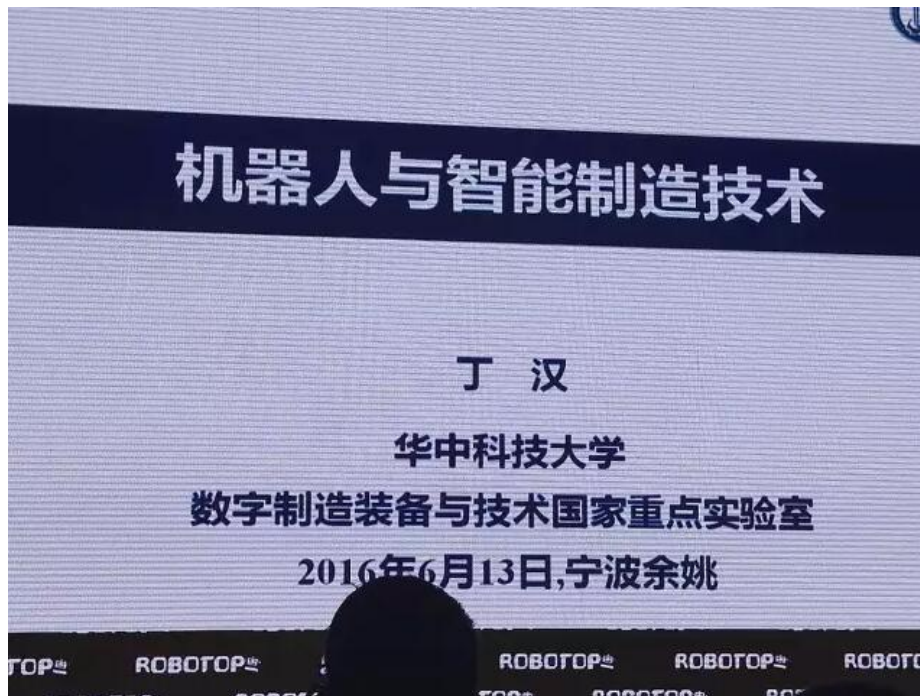 机器人与智能制造技术
丁 汉
华中科技大学
数字制造装备与技术国家重点实验室
2016年6月13日,宁波余姚
ROBOTOP ROBOTOP ROBOTOP